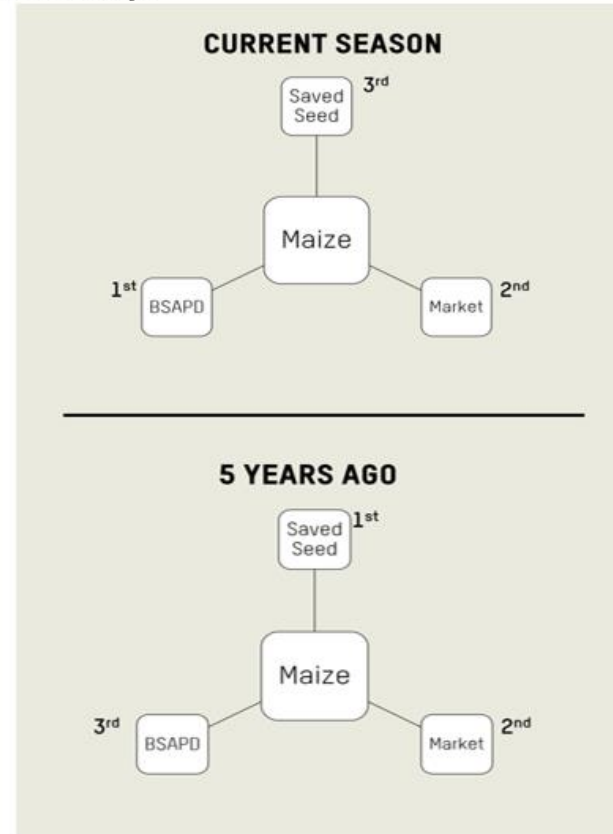 CURRENT SEASON
Saved
Seed
3rd
Maize
1st
BSAPD
Market
2nd
5 YEARS AGO
Saved
Seed
1st
Maize
3rd
BSAPD
Market
2nd